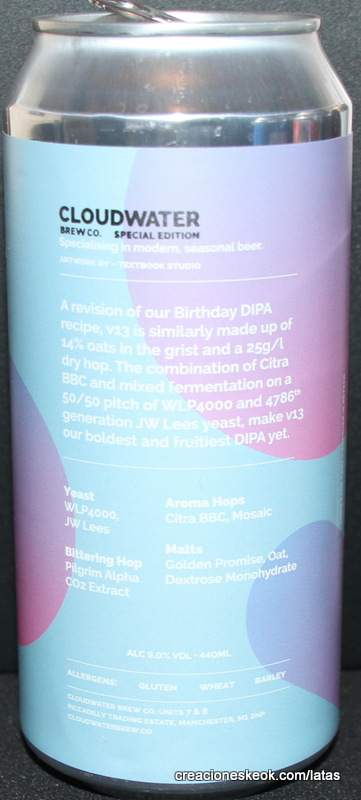 CLOUDWATER
BREW CO. SPECIAL EDITION
Specialising in modern, seasonal beer.
ARTWORK BY - TEXTBOOK STUDIO
A revision of our Birthday DIPA
recipe, v13 is similarly made up of
14% oats in the grist and a 25g/l
dry hop. The combination of Citra
BBC and mixed fermentation on a
50/50 pitch of WLP4000 and 4786th
generation JW Lees yeast, make v13
our boldest and fruitiest DIPA yet.
Yeast
WLP4000,
JW Lees
Aroma Hops
Citra BBC, Mosaic
Bittering Hop
Pilgrim Alpha
CO2 Extract
Malts
Golden Promise, Oat,
Dextrose Monohydrate
ALC 9.0% VOL - 440ML
ALLERGENS: GLUTEN WHEAT BARLEY
CLOUDWATER BREW CO. UNITS 7 & 8
PICCADILLY TRADING ESTATE, MANCHESTER, M1 2NP
CLOUDWATERBREW.CO
creacioneskeok.com/latas